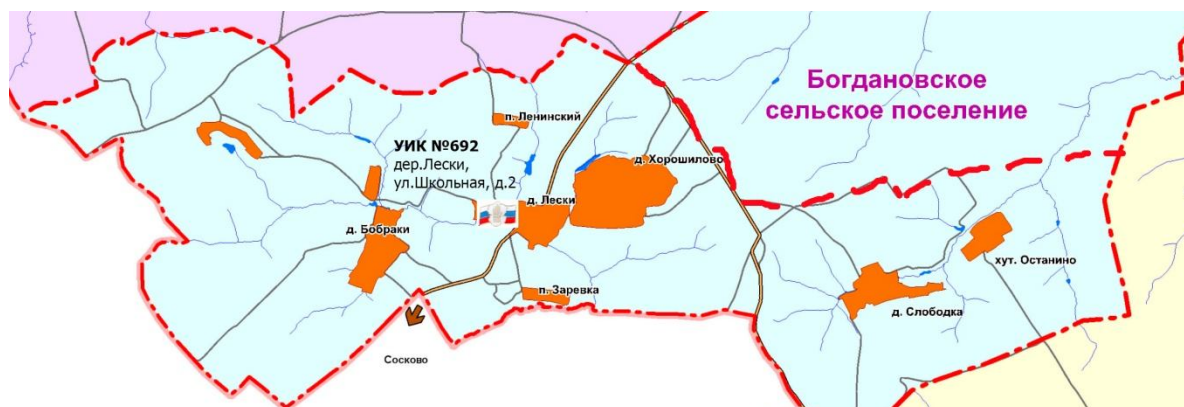 Богдановское
сельское поселение
п. Ленинский
УИК №692
дер.Лески,
ул.Школьная, д.2
д. Хорошилово
д. Лески
д. Бобраки
хут. Останино
п. Заревка
д. Слободка
Сосково